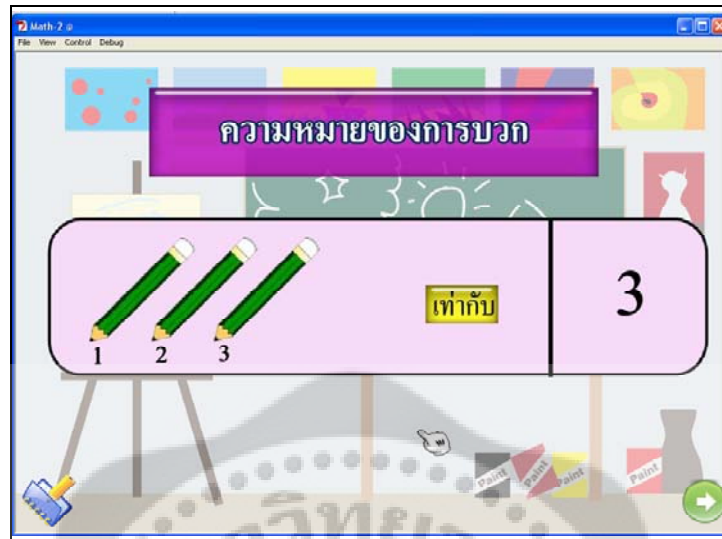 Math-2
File View Control Debug
ความหมายของการบวก
เท่ากับ
3
1 2 3
Paint Paint Paint Paint